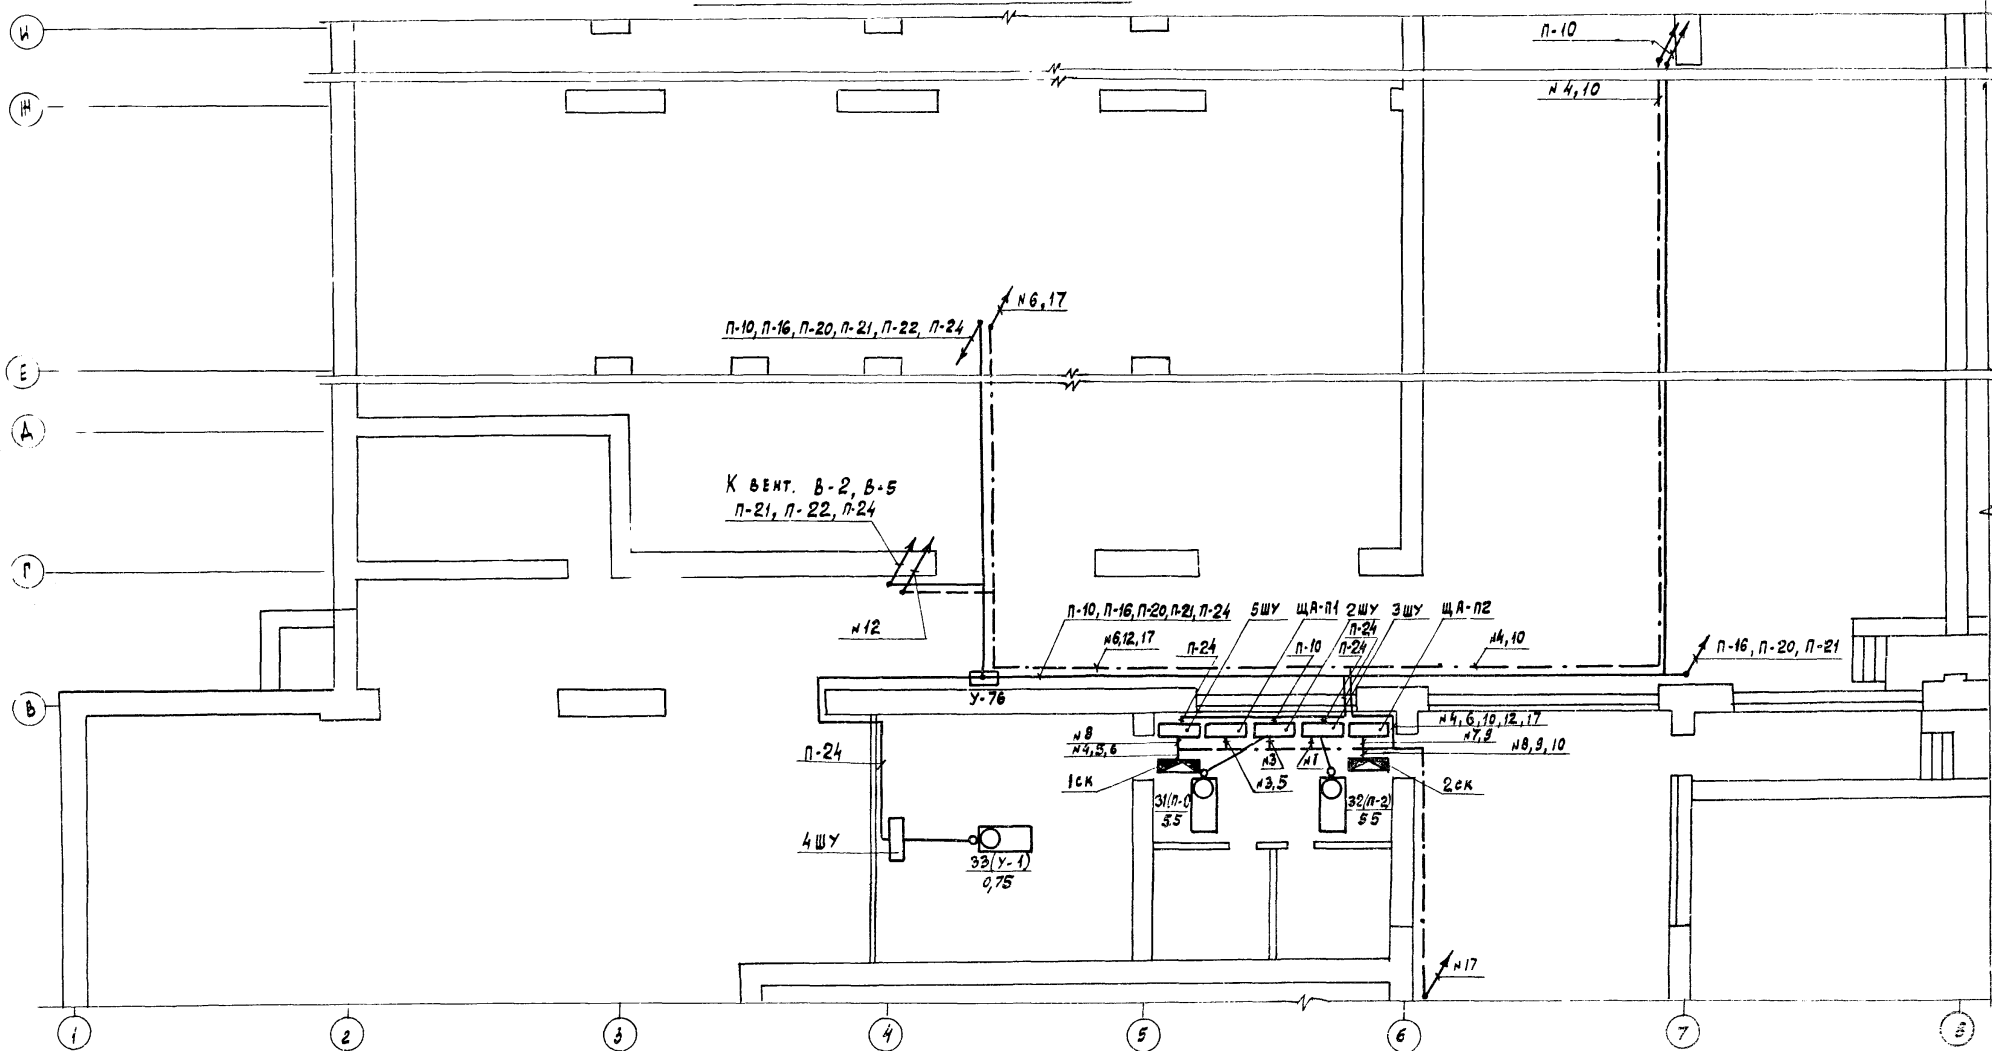 И
П-10
Ж
N 4,10
N 6,17
П-10, П-16, П-20, П-21, П-22, П-24
Е
Д
К вент. В-2, В-5
П-21, П-22, П-24
Г
N 12
П-10, П-16, П-20, П-21, П-24
5ШУ
ЩА-П1
2ШУ
3ШУ
ЩА-П2
N6,12,17
П-24
П-10
П-24
П-24
N4,10
П-16, П-20, П-21
В
У-76
N4,6,10,12,17
N7,9
N8,9,10
N8
N4,5,6
П-24
N3
N1
1СК
N3,5
2СК
31(П-1)
5.5
32(П-2)
5.5
4ШУ
33(У-1)
0,75
N17
1
2
3
4
5
6
7
8